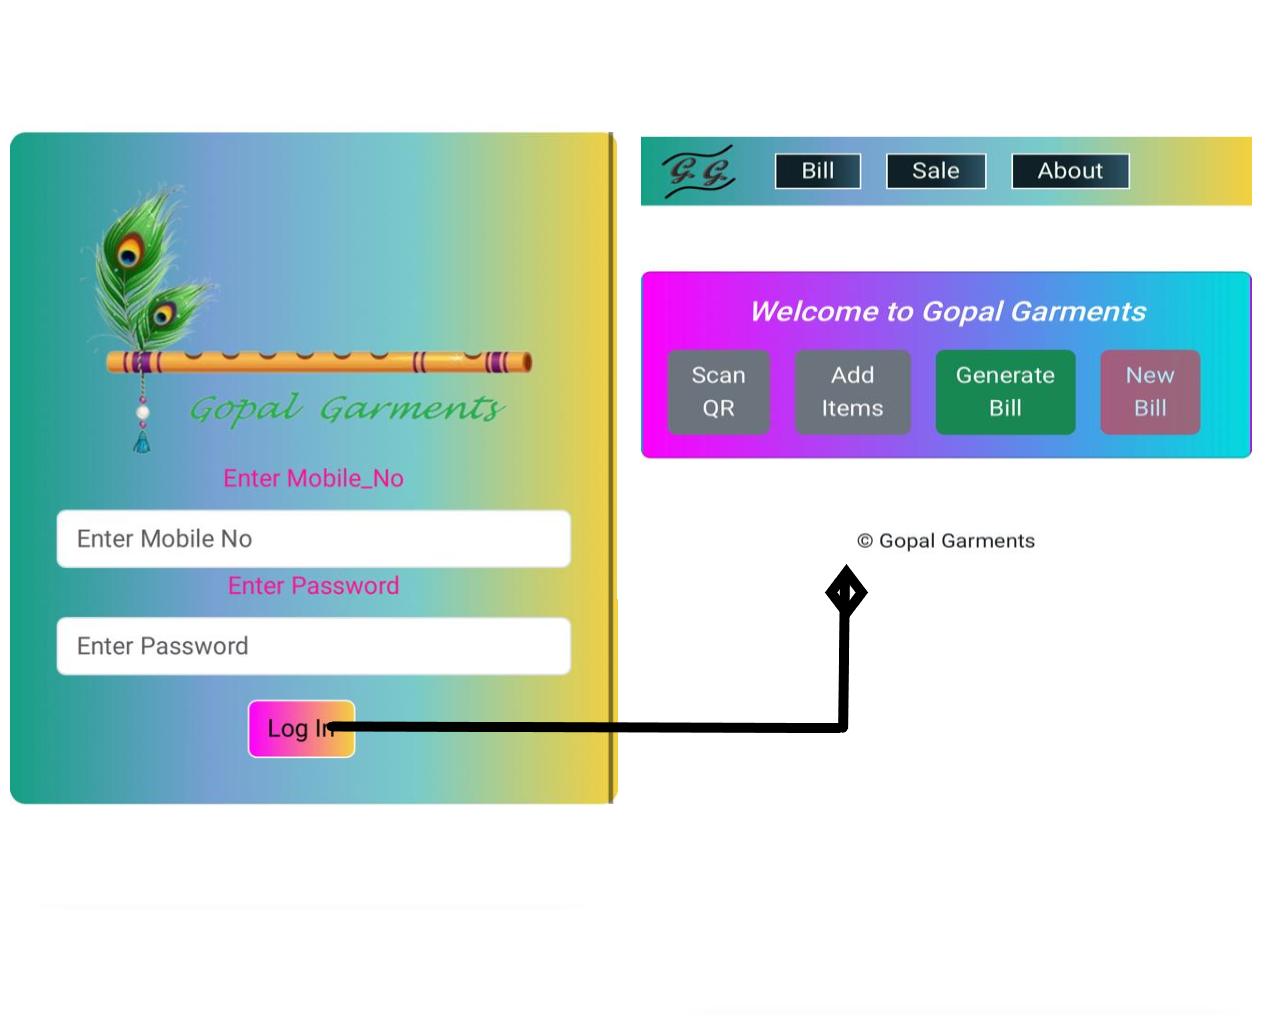 Gopal Garments
Enter Mobile_No
Enter Mobile No
Enter Password
Enter Password
Log In
G. G.
Bill
Sale
About
Welcome to Gopal Garments
Scan
QR
Add
Items
Generate
Bill
New
Bill
© Gopal Garments